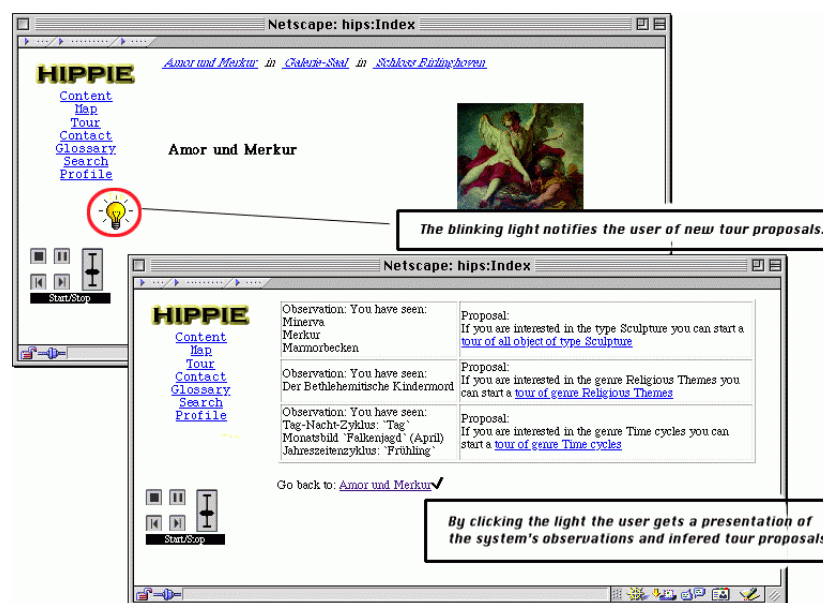 Netscape: hips:Index
HIPPIE
Amor und Merkur in Galerie-Saal in Schloss Birlinghoven
Content
Map
Tour
Contact
Glossary
Search
Profile
Amor und Merkur
The blinking light notifies the user of new tour proposals.
Start/Stop
Netscape: hips:Index
HIPPIE
Content
Map
Tour
Contact
Glossary
Search
Profile
Observation: You have seen:
Minerva
Merkur
Marmorbecken
Proposal:
If you are interested in the type Sculpture you can start a
tour of all object of type Sculpture
Observation: You have seen:
Der Bethlehemitische Kindermord
Proposal:
If you are interested in the genre Religious Themes you
can start a tour of genre Religious Themes
Observation: You have seen:
Tag-Nacht-Zyklus: `Tag`
Monatsbild `Falkenjagd` (April)
Jahreszeitenzyklus: `Frühling`
Proposal:
If you are interested in the genre Time cycles you can
start a tour of genre Time cycles
Go back to: Amor und Merkur
Start/Stop
By clicking the light the user gets a presentation of
the system's observations and infered tour proposals